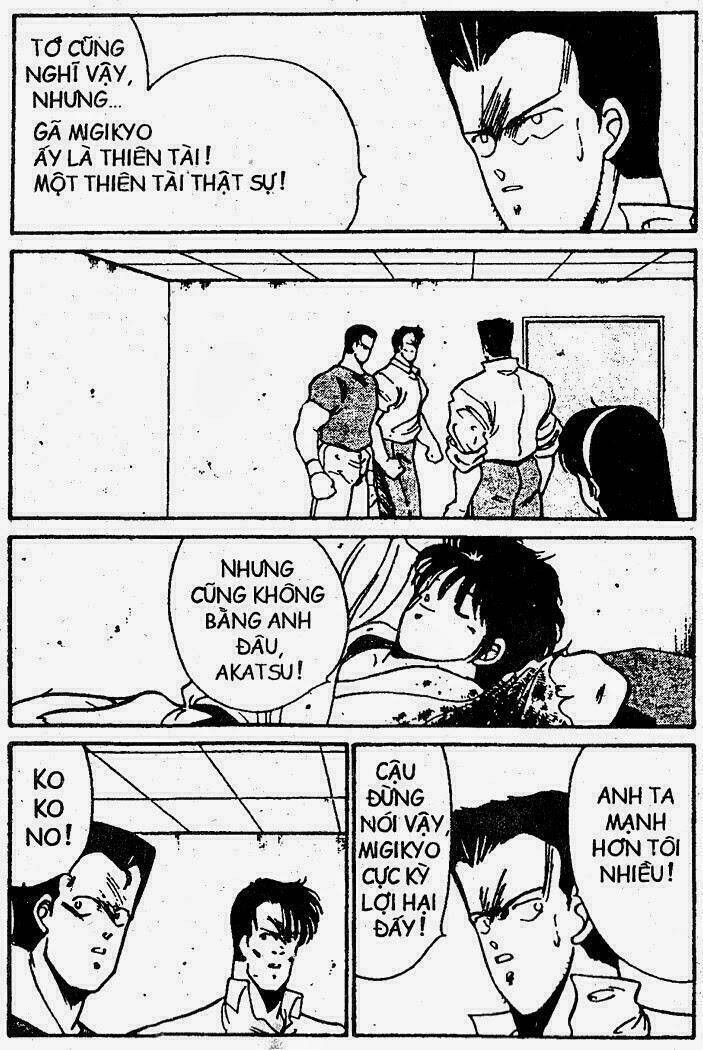 TỚ CŨNG
NGHĨ VẬY,
NHƯNG...
GÃ MIGIKYO
ẤY LÀ THIÊN TÀI!
MỘT THIÊN TÀI THẬT SỰ!
NHƯNG
CŨNG KHÔNG
BẰNG ANH
ĐÂU,
AKATSU!
KO
KO
NO!
CẬU
ĐỪNG
NÓI VẬY,
MIGIKYO
CỰC KỲ
LỢI HẠI
ĐẤY!
ANH TA
MẠNH
HƠN TÔI
NHIỀU!